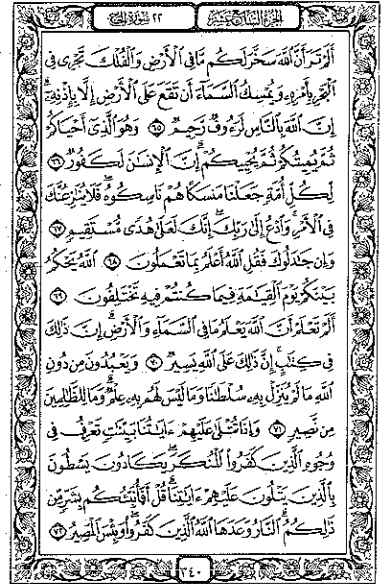 الجزء السابع عشر ٢٢ سورة الحج
أَلَمْ تَرَ أَنَّ ٱللَّهَ سَخَّرَ لَكُم مَّا فِى ٱلْأَرْضِ وَٱلْفُلْكَ تَجْرِى فِى
ٱلْبَحْرِ بِأَمْرِهِۦ وَيُمْسِكُ ٱلسَّمَآءَ أَن تَقَعَ عَلَى ٱلْأَرْضِ إِلَّا بِإِذْنِهِۦٓ ۗ
إِنَّ ٱللَّهَ بِٱلنَّاسِ لَرَءُوفٌ رَّحِيمٌ ٦٥ وَهُوَ ٱلَّذِىٓ أَحْيَاكُمْ
ثُمَّ يُمِيتُكُمْ ثُمَّ يُحْيِيكُمْ ۗ إِنَّ ٱلْإِنسَٰنَ لَكَفُورٌ ٦٦
لِكُلِّ أُمَّةٍ جَعَلْنَا مَنسَكًا هُمْ نَاسِكُوهُ ۖ فَلَا يُنَٰزِعُنَّكَ
فِى ٱلْأَمْرِ ۚ وَٱدْعُ إِلَىٰ رَبِّكَ ۖ إِنَّكَ لَعَلَىٰ هُدًى مُّسْتَقِيمٍ ٦٧
وَإِن جَٰدَلُوكَ فَقُلِ ٱللَّهُ أَعْلَمُ بِمَا تَعْمَلُونَ ٦٨ ٱللَّهُ يَحْكُمُ
بَيْنَكُمْ يَوْمَ ٱلْقِيَٰمَةِ فِيمَا كُنتُمْ فِيهِ تَخْتَلِفُونَ ٦٩
أَلَمْ تَعْلَمْ أَنَّ ٱللَّهَ يَعْلَمُ مَا فِى ٱلسَّمَآءِ وَٱلْأَرْضِ ۗ إِنَّ ذَٰلِكَ
فِى كِتَٰبٍ ۚ إِنَّ ذَٰلِكَ عَلَى ٱللَّهِ يَسِيرٌ ٧٠ وَيَعْبُدُونَ مِن دُونِ
ٱللَّهِ مَا لَمْ يُنَزِّلْ بِهِۦ سُلْطَٰنًا وَمَا لَيْسَ لَهُم بِهِۦ عِلْمٌ ۗ وَمَا لِلظَّٰلِمِينَ
مِن نَّصِيرٍ ٧١ وَإِذَا تُتْلَىٰ عَلَيْهِمْ ءَايَٰتُنَا بَيِّنَٰتٍ تَعْرِفُ فِى
وُجُوهِ ٱلَّذِينَ كَفَرُوا۟ ٱلْمُنكَرَ ۖ يَكَادُونَ يَسْطُونَ
بِٱلَّذِينَ يَتْلُونَ عَلَيْهِمْ ءَايَٰتِنَا ۗ قُلْ أَفَأُنَبِّئُكُم بِشَرٍّ مِّن
ذَٰلِكُمُ ۗ ٱلنَّارُ وَعَدَهَا ٱللَّهُ ٱلَّذِينَ كَفَرُوا۟ ۖ وَبِئْسَ ٱلْمَصِيرُ ٧٢
٣٤٠